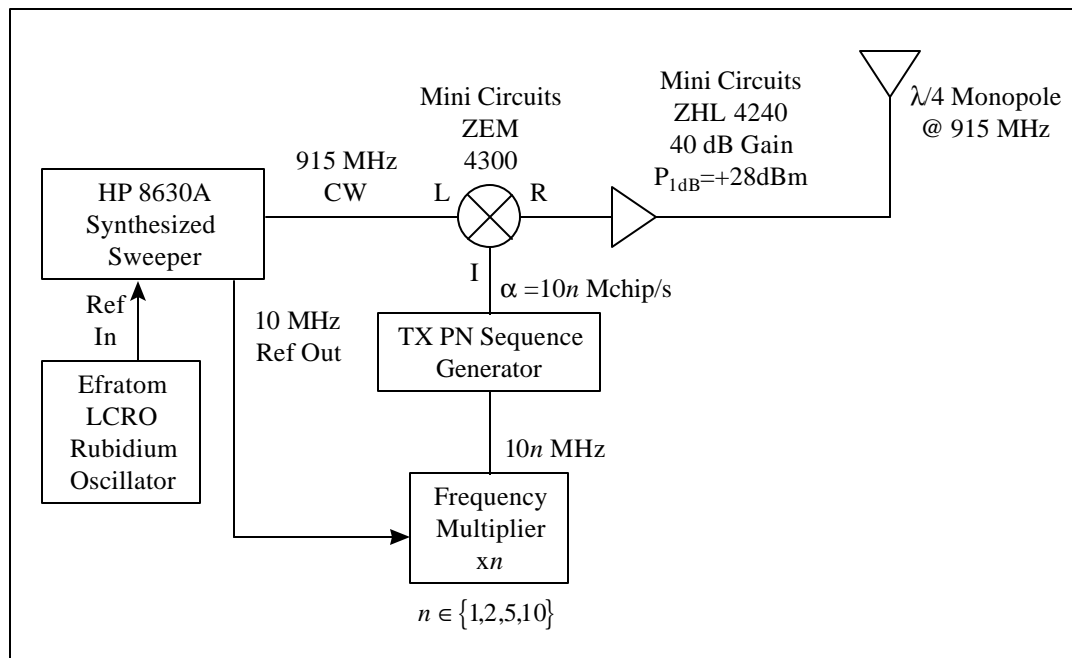 Mini Circuits
ZEM
4300
Mini Circuits
ZHL 4240
40 dB Gain
P1dB=+28dBm
λ/4 Monopole
@ 915 MHz
915 MHz
CW
L
R
I
HP 8630A
Synthesized
Sweeper
α =10n Mchip/s
Ref
In
10 MHz
Ref Out
TX PN Sequence
Generator
Efratom
LCRO
Rubidium
Oscillator
10n MHz
Frequency
Multiplier
xn
n ∈ {1,2,5,10}